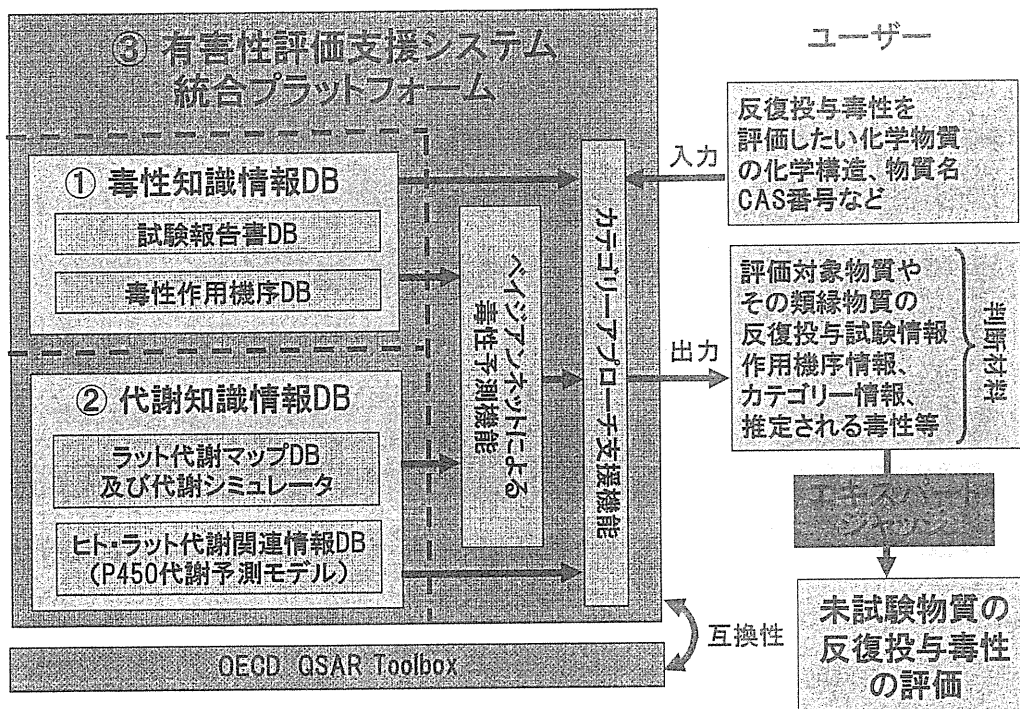 ③ 有害性評価支援システム
統合プラットフォーム
① 毒性知識情報DB
試験報告書DB
毒性作用機序DB
② 代謝知識情報DB
ラット代謝マップDB
及び代謝シミュレータ
ヒト・ラット代謝関連情報DB
(P450代謝予測モデル)
ベイジアンネットによる
毒性予測機能
カテゴリーアプローチ支援機能
OECD QSAR Toolbox
互換性
ユーザー
入力
反復投与毒性を
評価したい化学物質
の化学構造、物質名
CAS番号など
出力
評価対象物質や
その類縁物質の
反復投与試験情報
作用機序情報、
カテゴリー情報、
推定される毒性等
判断材料
エキスパート
ジャッジ
未試験物質の
反復投与毒性
の評価